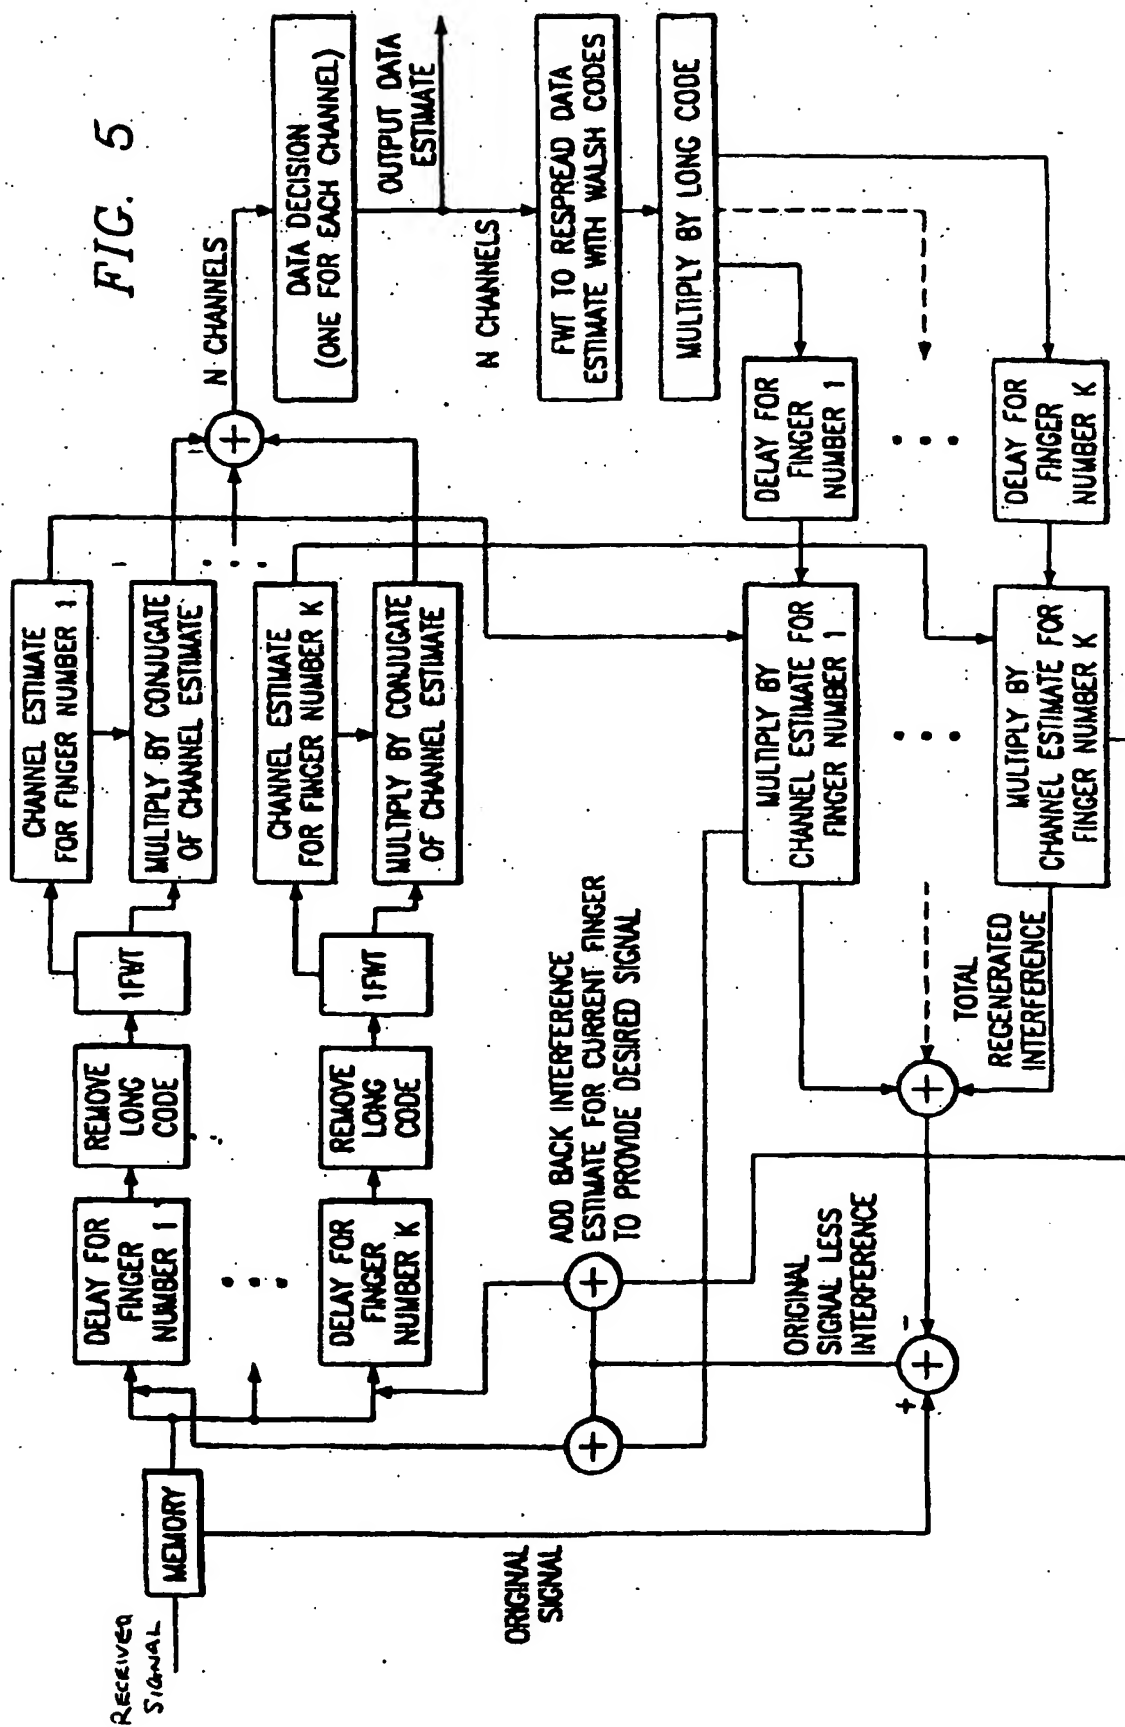 FIG. 5
RECEIVED
SIGNAL
MEMORY
DELAY FOR
FINGER
NUMBER 1
REMOVE
LONG
CODE
1FWT
CHANNEL ESTIMATE
FOR FINGER NUMBER 1
MULTIPLY BY CONJUGATE
OF CHANNEL ESTIMATE
DELAY FOR
FINGER
NUMBER K
REMOVE
LONG
CODE
1FWT
CHANNEL ESTIMATE
FOR FINGER NUMBER K
MULTIPLY BY CONJUGATE
OF CHANNEL ESTIMATE
+
N CHANNELS
DATA DECISION
(ONE FOR EACH CHANNEL)
OUTPUT DATA
ESTIMATE
N CHANNELS
FWT TO RESPREAD DATA
ESTIMATE WITH WALSH CODES
MULTIPLY BY LONG CODE
DELAY FOR
FINGER
NUMBER 1
DELAY FOR
FINGER
NUMBER K
MULTIPLY BY
CHANNEL ESTIMATE FOR
FINGER NUMBER 1
MULTIPLY BY
CHANNEL ESTIMATE FOR
FINGER NUMBER K
ADD BACK INTERFERENCE
ESTIMATE FOR CURRENT FINGER
TO PROVIDE DESIRED SIGNAL
+
+
TOTAL
REGENERATED
INTERFERENCE
+
ORIGINAL
SIGNAL LESS
INTERFERENCE
+
-
+
ORIGINAL
SIGNAL